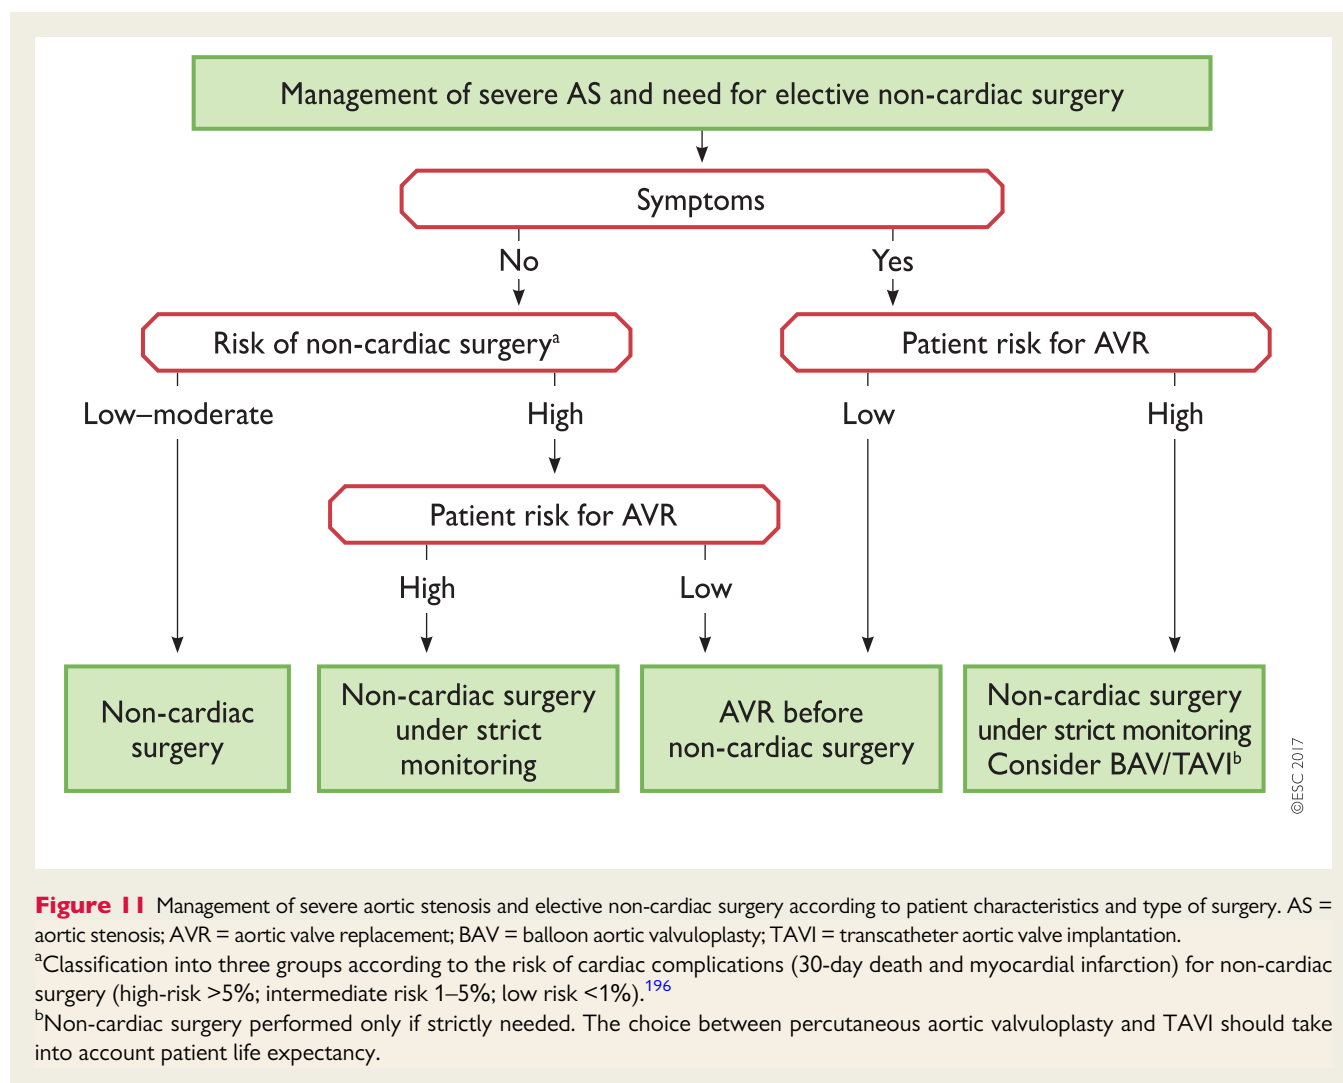 Management of severe AS and need for elective non-cardiac surgery
Symptoms
No
Yes
Risk of non-cardiac surgeryᵃ
Patient risk for AVR
Low–moderate
High
Low
High
Patient risk for AVR
High
Low
Non-cardiac
surgery
Non-cardiac surgery
under strict
monitoring
AVR before
non-cardiac surgery
Non-cardiac surgery
under strict monitoring
Consider BAV/TAVIᵇ
©ESC 2017
Figure 11 Management of severe aortic stenosis and elective non-cardiac surgery according to patient characteristics and type of surgery. AS =
aortic stenosis; AVR = aortic valve replacement; BAV = balloon aortic valvuloplasty; TAVI = transcatheter aortic valve implantation.
ᵃClassification into three groups according to the risk of cardiac complications (30-day death and myocardial infarction) for non-cardiac
surgery (high-risk >5%; intermediate risk 1–5%; low risk <1%).¹⁹⁶
ᵇNon-cardiac surgery performed only if strictly needed. The choice between percutaneous aortic valvuloplasty and TAVI should take
into account patient life expectancy.